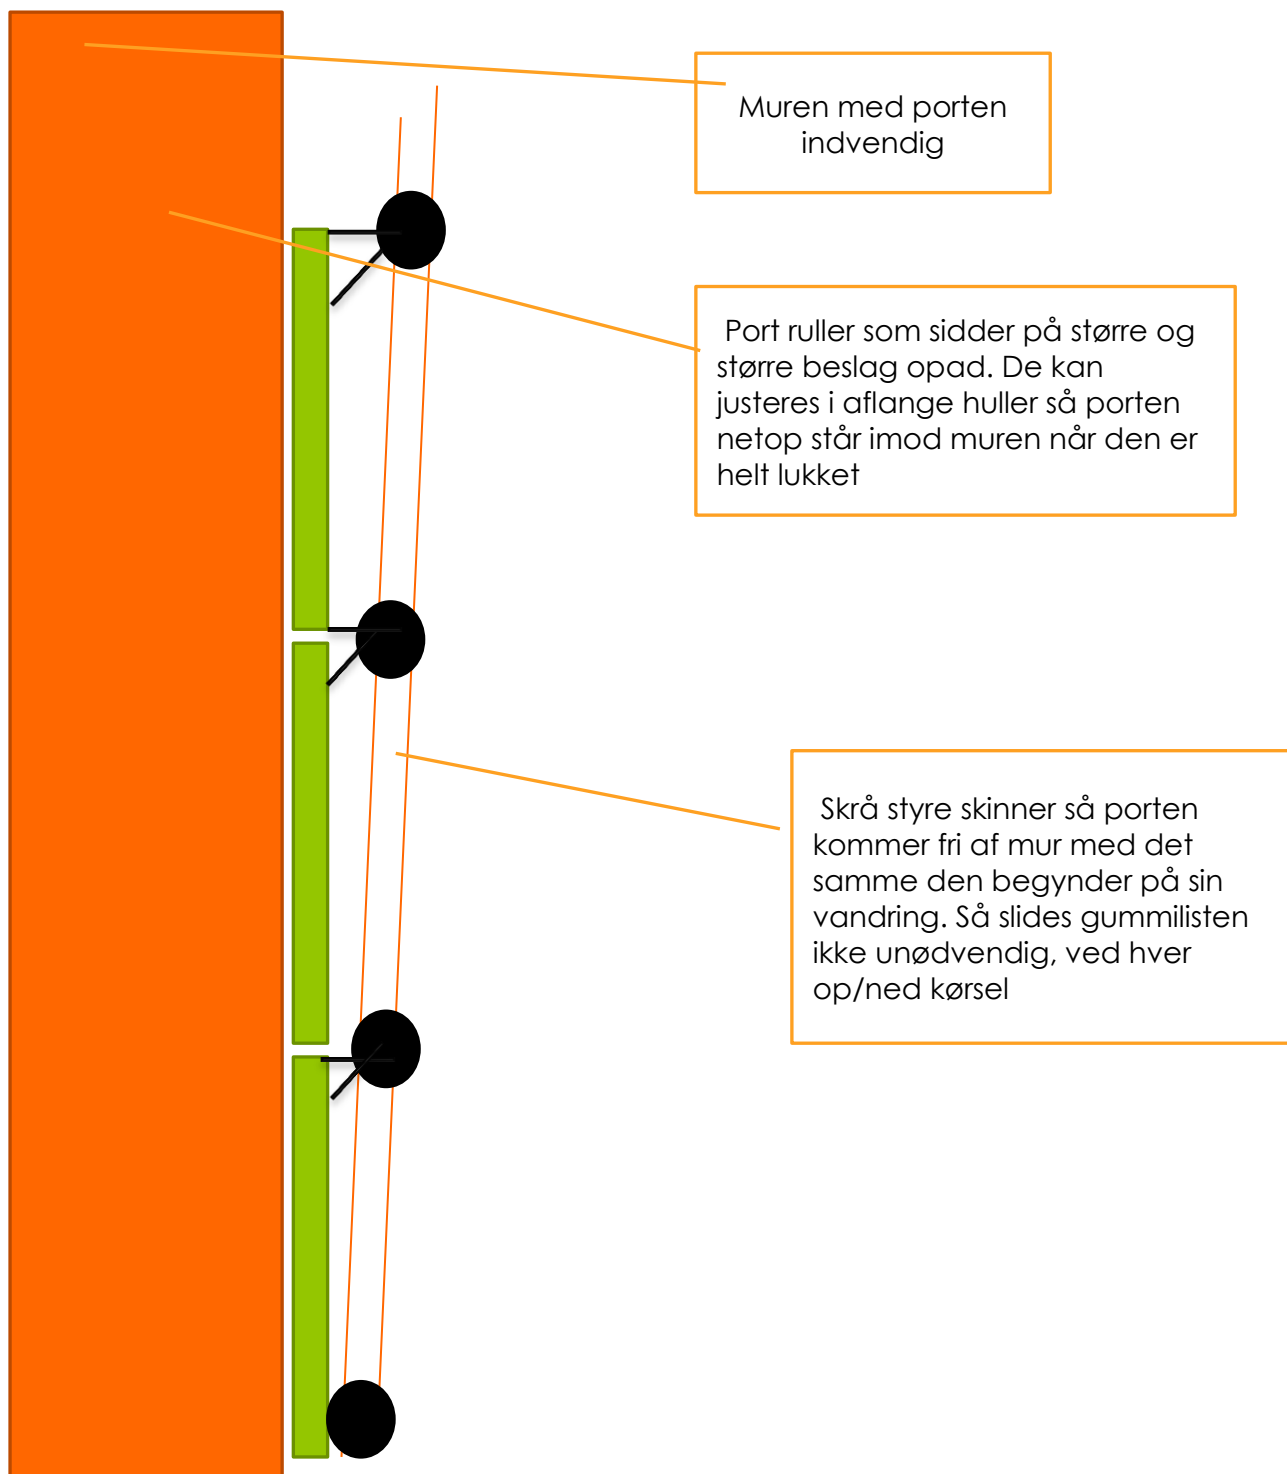 Muren med porten
indvendig
Port ruller som sidder på større og
større beslag opad. De kan
justeres i aflange huller så porten
netop står imod muren når den er
helt lukket
Skrå styre skinner så porten
kommer fri af mur med det
samme den begynder på sin
vandring. Så slides gummilisten
ikke unødvendig, ved hver
op/ned kørsel